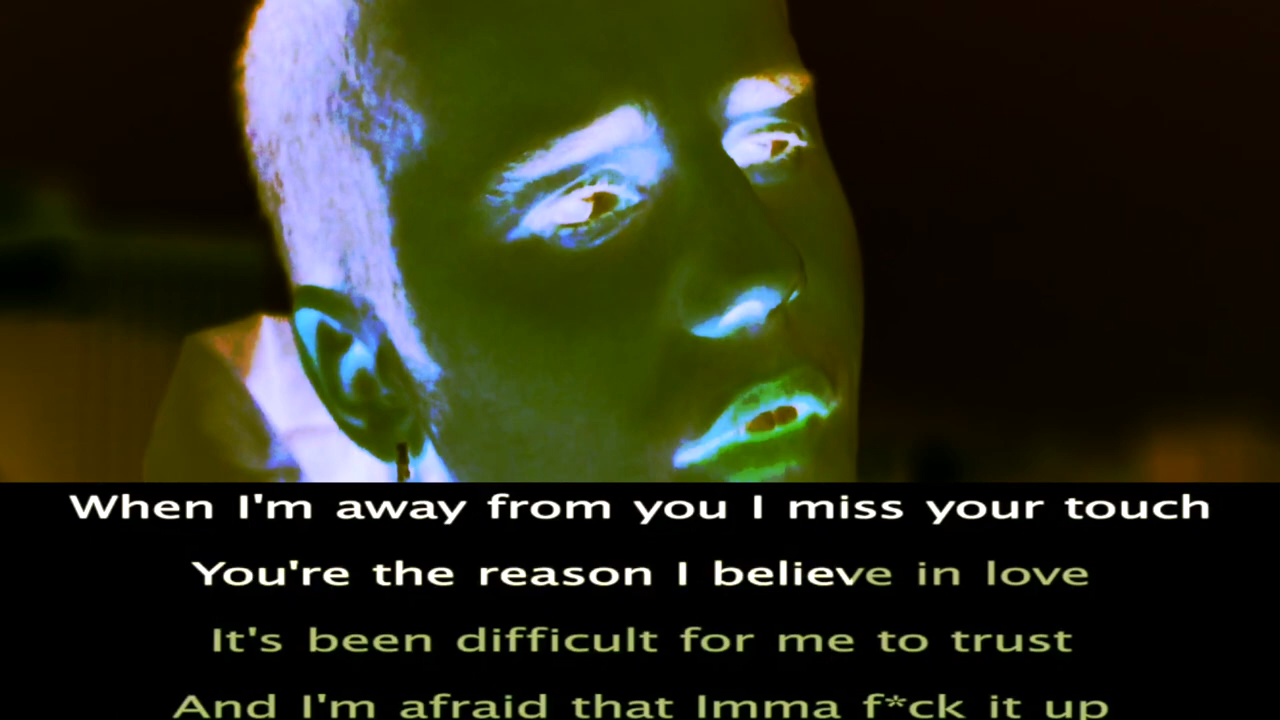 When I'm away from you I miss your touch
You're the reason I believe in love
It's been difficult for me to trust
And I'm afraid that Imma f*ck it up